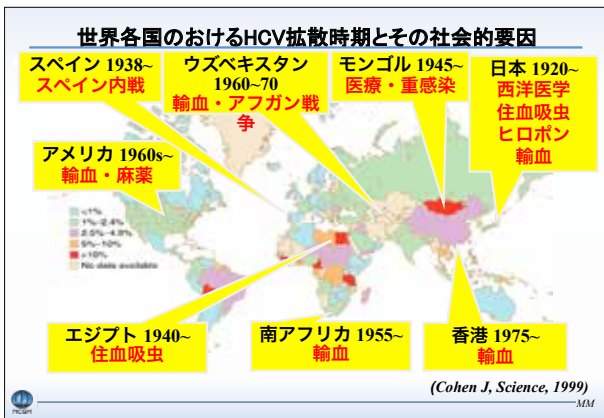 世界各国のおけるHCV拡散時期とその社会的要因
スペイン 1938~
スペイン内戦
ウズベキスタン
1960~70
輸血・アフガン戦
争
モンゴル 1945~
医療・重感染
日本 1920~
西洋医学
住血吸虫
ヒロポン
輸血
アメリカ 1960s~
輸血・麻薬
<1%
1%-2.4%
2.5%-4.9%
5%-10%
>10%
No data available
エジプト 1940~
住血吸虫
南アフリカ 1955~
輸血
香港 1975~
輸血
(Cohen J, Science, 1999)
MM